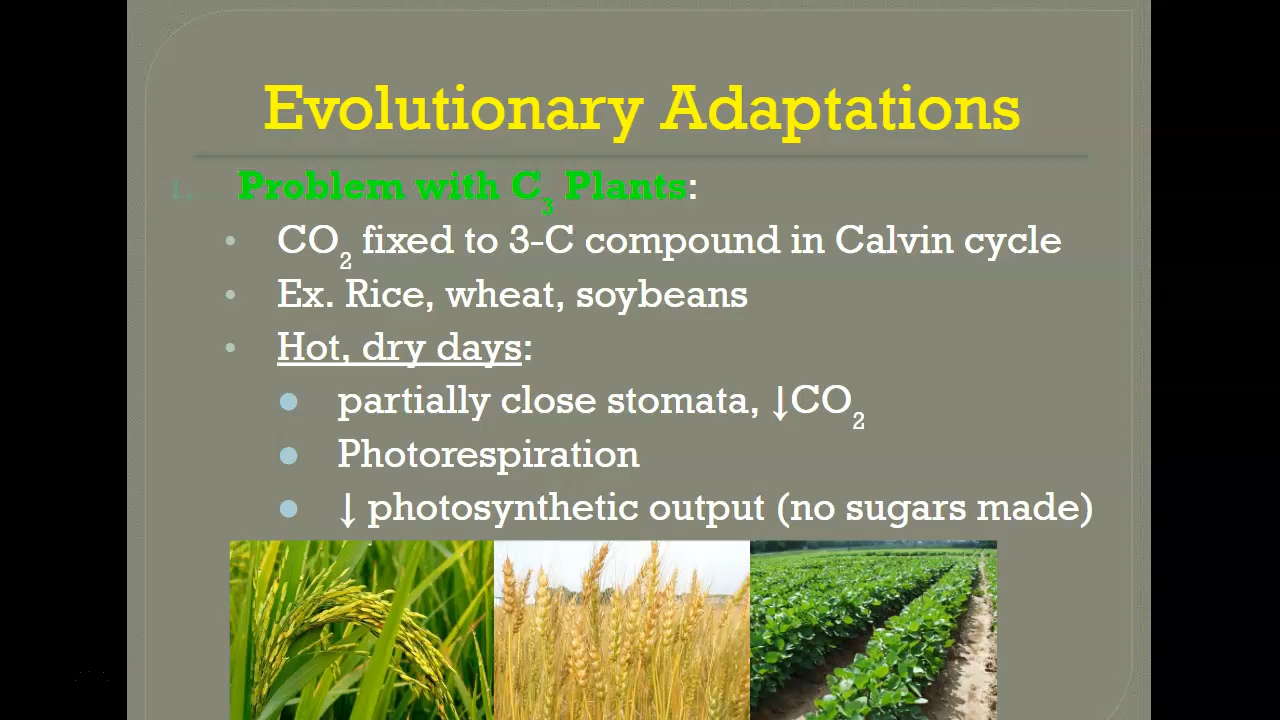 Evolutionary Adaptations
1. Problem with C₃ Plants:
• CO₂ fixed to 3-C compound in Calvin cycle
• Ex. Rice, wheat, soybeans
• Hot, dry days:
● partially close stomata, ↓CO₂
● Photorespiration
● ↓ photosynthetic output (no sugars made)